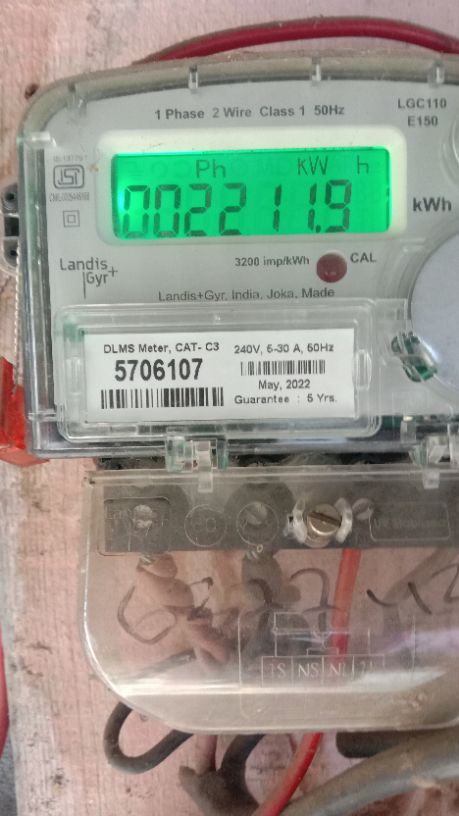 1 Phase 2 Wire Class 1 50Hz
LGC110
E150
Ph kW h
002211.9
kWh
ISI
3200 imp/kWh
CAL
Landis
Gyr+
Landis+Gyr, India, Joka, Made
DLMS Meter, CAT- C3
5706107
240V, 5-30 A, 50Hz
May, 2022
Guarantee : 5 Yrs.
1S NS NL